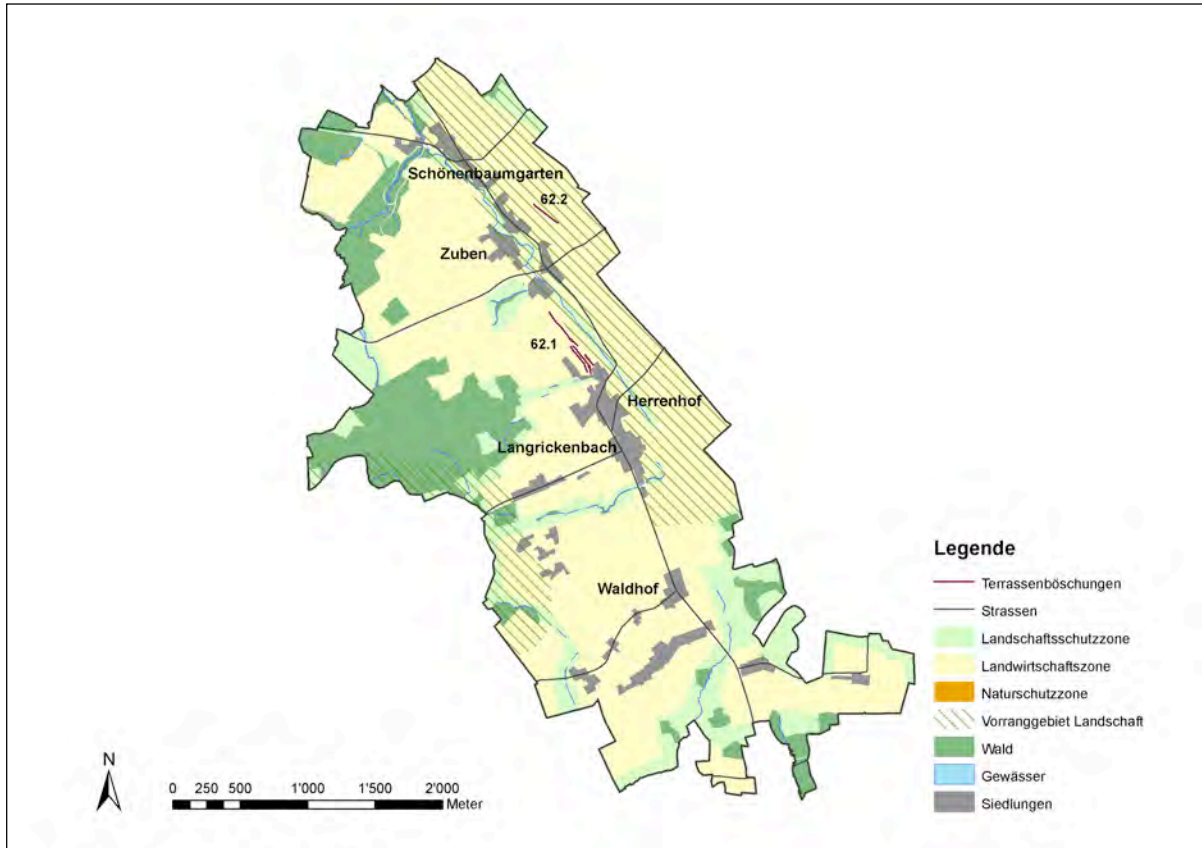 Schönenbaumgarten
62.2
Zuben
62.1
Herrenhof
Langrickenbach
Waldhof
Legende
Terrassenböschungen
Strassen
Landschaftsschutzzone
Landwirtschaftszone
Naturschutzzone
Vorranggebiet Landschaft
Wald
Gewässer
Siedlungen
N
0 250 500 1'000 1'500 2'000
Meter